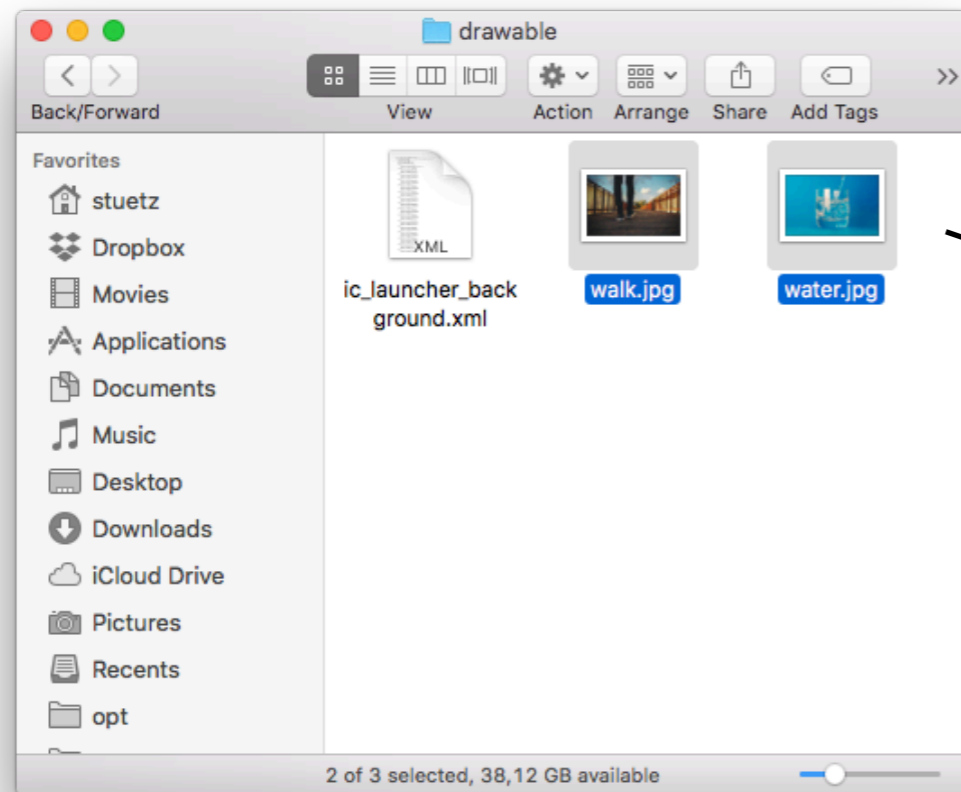 drawable
Back/Forward
View
Action
Arrange
Share
Add Tags
Favorites
stuetz
Dropbox
Movies
Applications
Documents
Music
Desktop
Downloads
iCloud Drive
Pictures
Recents
opt
XML
ic_launcher_back
ground.xml
walk.jpg
water.jpg
2 of 3 selected, 38,12 GB available